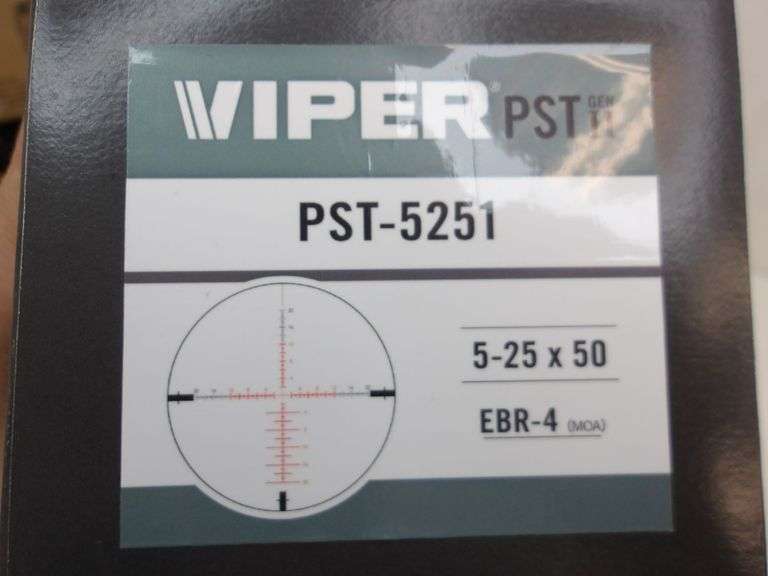 VIPER® PST GEN II
PST-5251
5-25 x 50
EBR-4 (MOA)